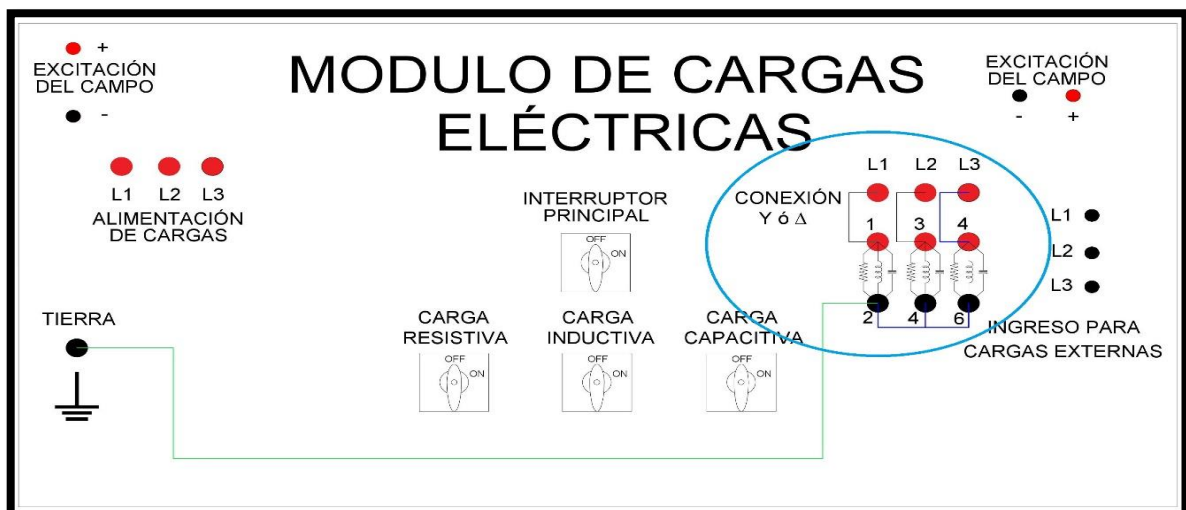 MODULO DE CARGAS
ELÉCTRICAS
+
EXCITACIÓN
DEL CAMPO
-
EXCITACIÓN
DEL CAMPO
- +
L1 L2 L3
ALIMENTACIÓN
DE CARGAS
INTERRUPTOR
PRINCIPAL
OFF
ON
CONEXIÓN
Y ó Δ
L1 L2 L3
1 3 4
2 4 6
L1
L2
L3
INGRESO PARA
CARGAS EXTERNAS
TIERRA
CARGA
RESISTIVA
OFF
ON
CARGA
INDUCTIVA
OFF
ON
CARGA
CAPACITIVA
OFF
ON